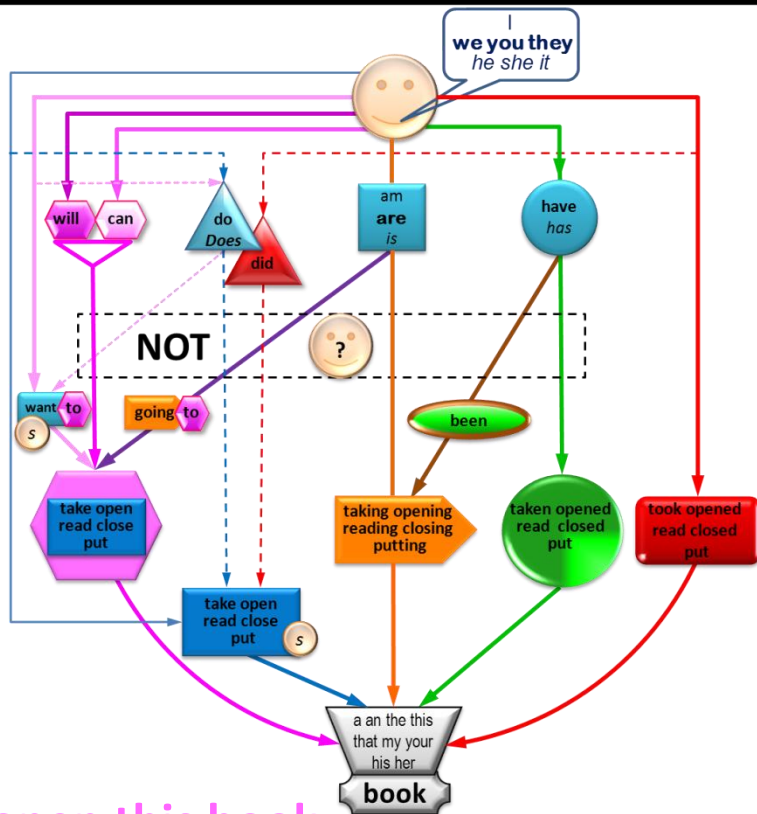 I
we you they
he she it
will
can
do
Does
did
am
are
is
have
has
NOT
?
want to
s
going to
been
take open
read close
put
taking opening
reading closing
putting
taken opened
read closed
put
took opened
read closed
put
take open
read close
put
s
a an the this
that my your
his her
book